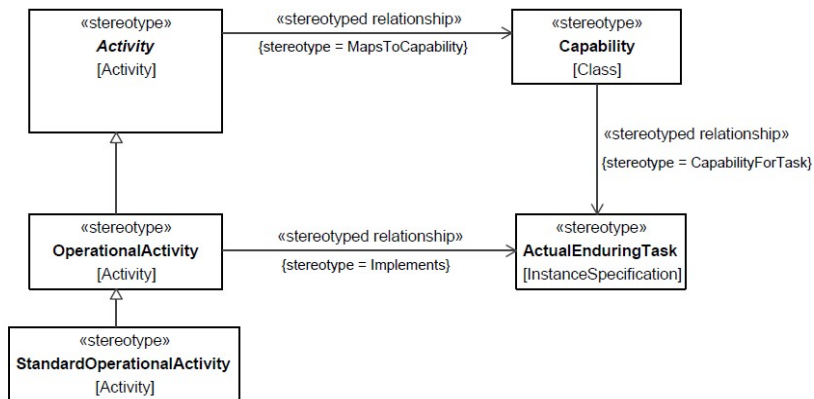 «stereotype»
Activity
[Activity]
«stereotyped relationship»
{stereotype = MapsToCapability}
«stereotype»
Capability
[Class]
«stereotyped relationship»
{stereotype = CapabilityForTask}
«stereotype»
OperationalActivity
[Activity]
«stereotyped relationship»
{stereotype = Implements}
«stereotype»
ActualEnduringTask
[InstanceSpecification]
«stereotype»
StandardOperationalActivity
[Activity]